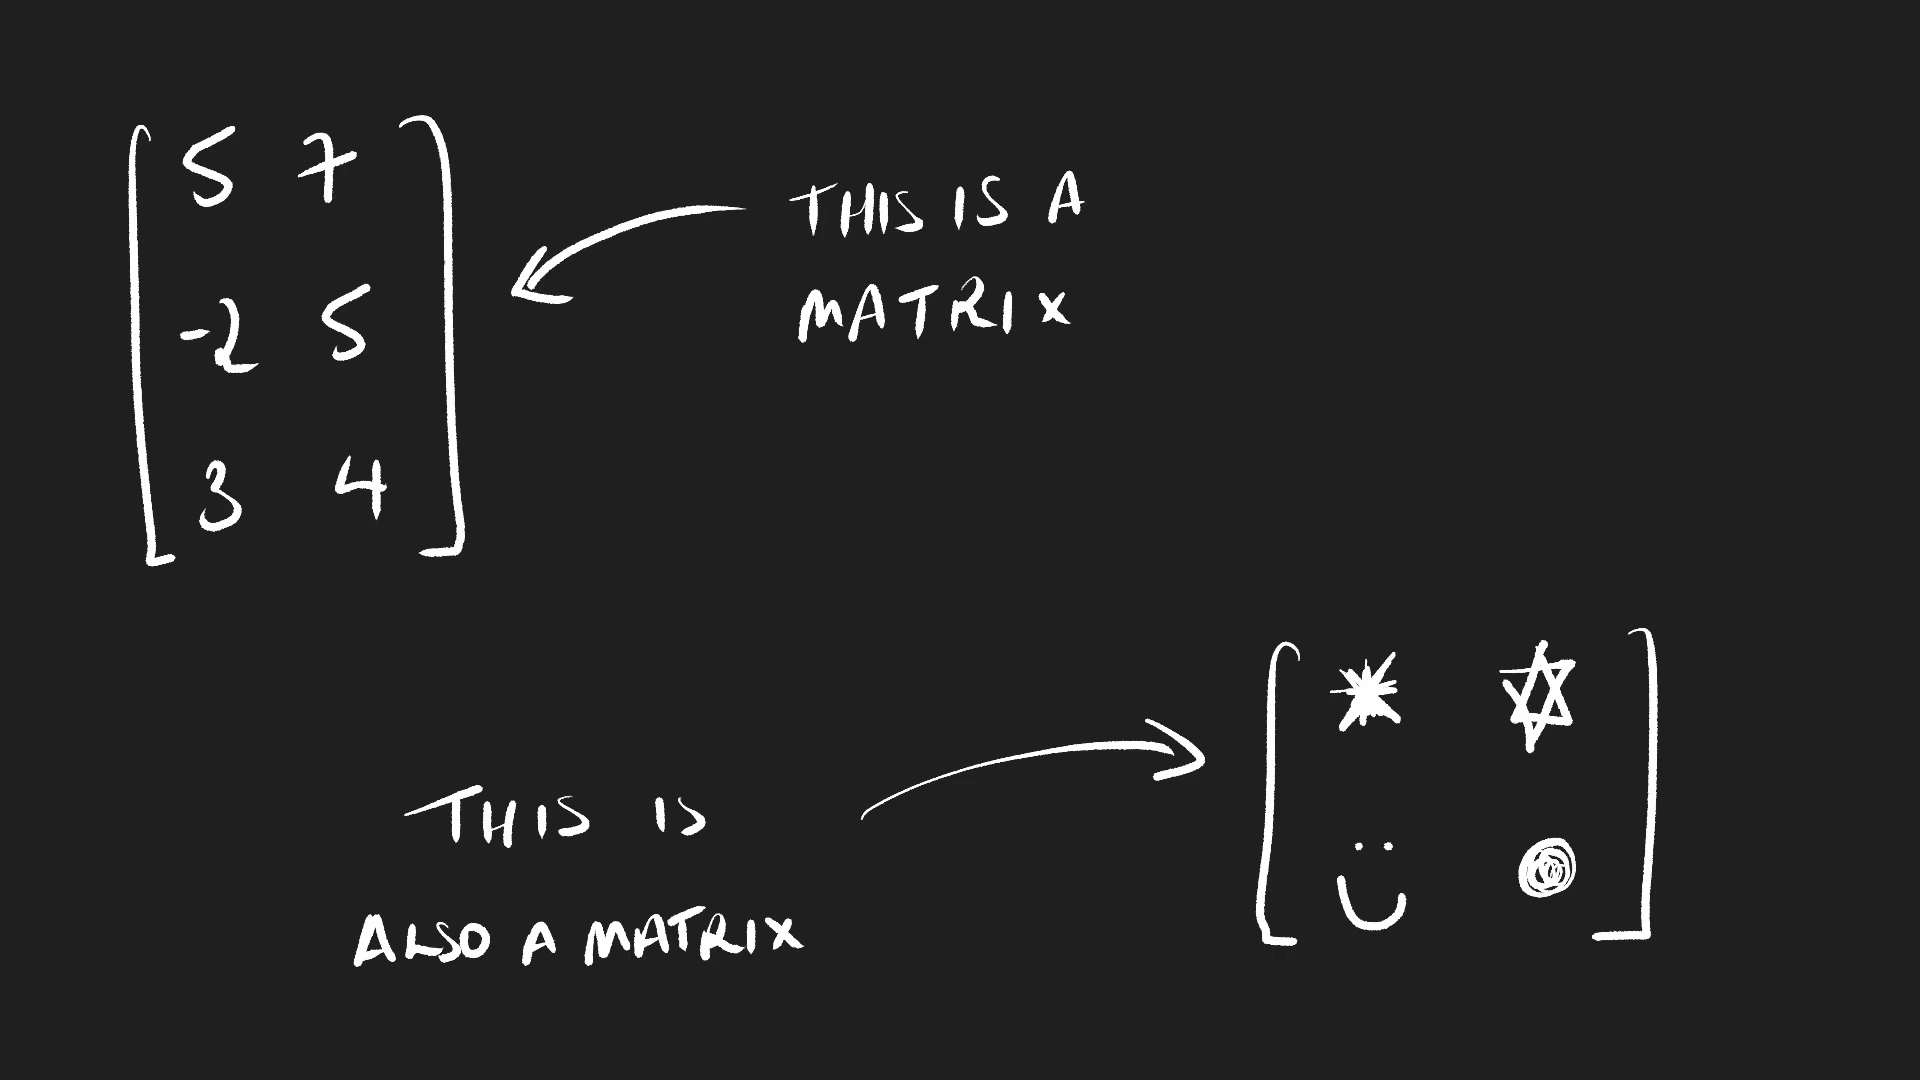 5 7
-2 5
3 4
THIS IS A
MATRIX
THIS IS
ALSO A MATRIX